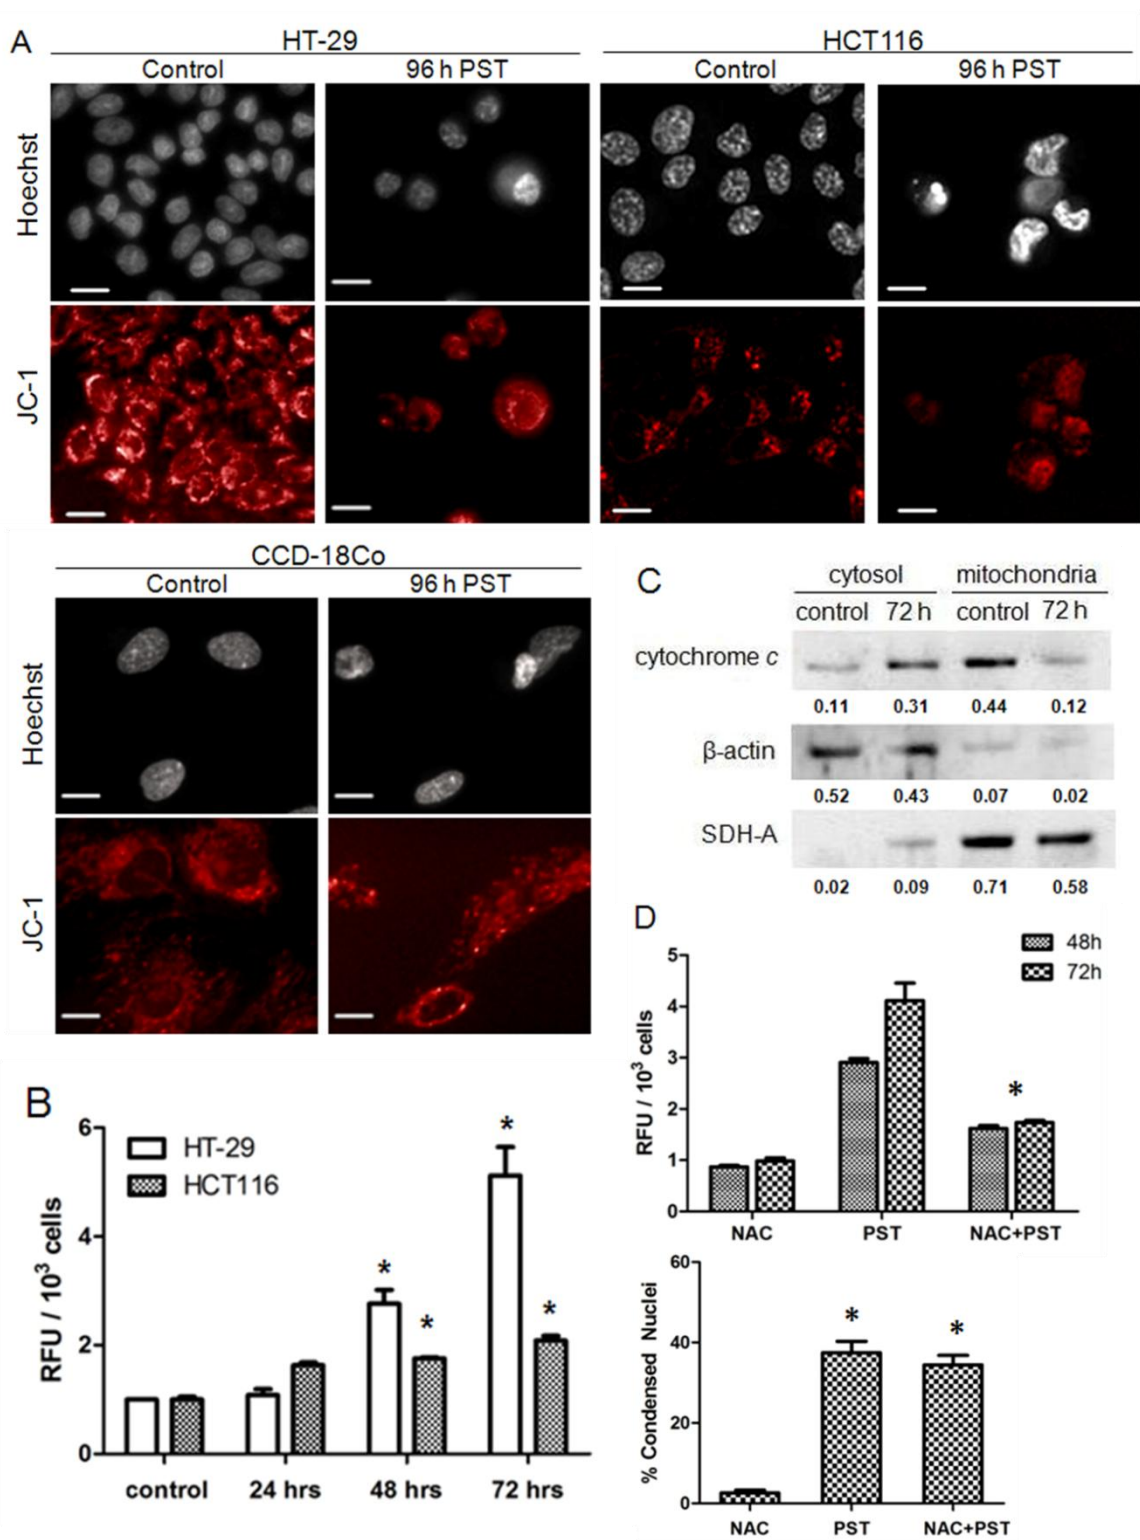 A
HT-29
HCT116
Control
96 h PST
Control
96 h PST
Hoechst
JC-1
CCD-18Co
Control
96 h PST
Hoechst
JC-1
C
cytosol
mitochondria
control
72 h
control
72 h
cytochrome c
0.11
0.31
0.44
0.12
β-actin
0.52
0.43
0.07
0.02
SDH-A
0.02
0.09
0.71
0.58
B
6
4
2
0
RFU / 10³ cells
HT-29
HCT116
*
*
*
*
control
24 hrs
48 hrs
72 hrs
D
5
4
3
2
1
0
RFU / 10³ cells
48h
72h
*
NAC
PST
NAC+PST
60
40
20
0
% Condensed Nuclei
*
*
NAC
PST
NAC+PST